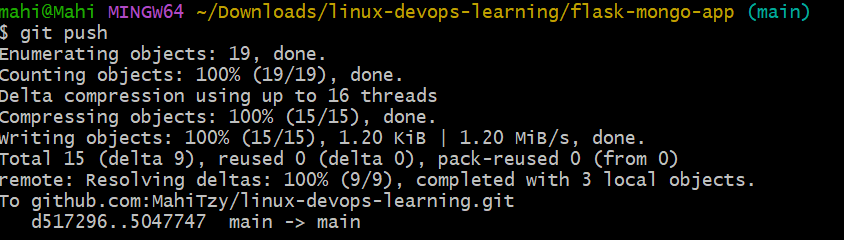 mahi@Mahi MINGW64 ~/Downloads/linux-devops-learning/flask-mongo-app (main)
$ git push
Enumerating objects: 19, done.
Counting objects: 100% (19/19), done.
Delta compression using up to 16 threads
Compressing objects: 100% (15/15), done.
Writing objects: 100% (15/15), 1.20 KiB | 1.20 MiB/s, done.
Total 15 (delta 9), reused 0 (delta 0), pack-reused 0 (from 0)
remote: Resolving deltas: 100% (9/9), completed with 3 local objects.
To github.com:MahiTzy/linux-devops-learning.git
   d517296..5047747  main -> main